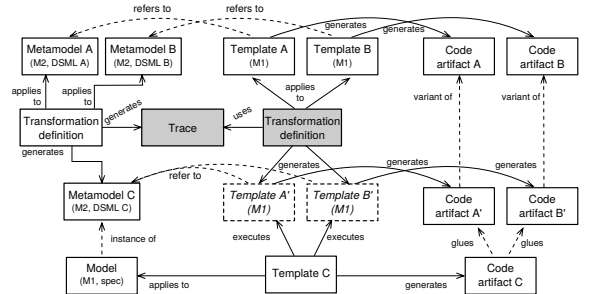 refers to
refers to
generates
generates
Metamodel A
(M2, DSML A)
Metamodel B
(M2, DSML B)
Template A
(M1)
Template B
(M1)
Code
artifact A
Code
artifact B
applies
to
applies
to
applies
to
variant of
variant of
Transformation
definition
generates
Trace
uses
Transformation
definition
generates
refer to
generates
generates
generates
Metamodel C
(M2, DSML C)
Template A'
(M1)
Template B'
(M1)
Code
artifact A'
Code
artifact B'
instance of
executes
executes
glues
glues
Model
(M1, spec)
applies to
Template C
generates
Code
artifact C